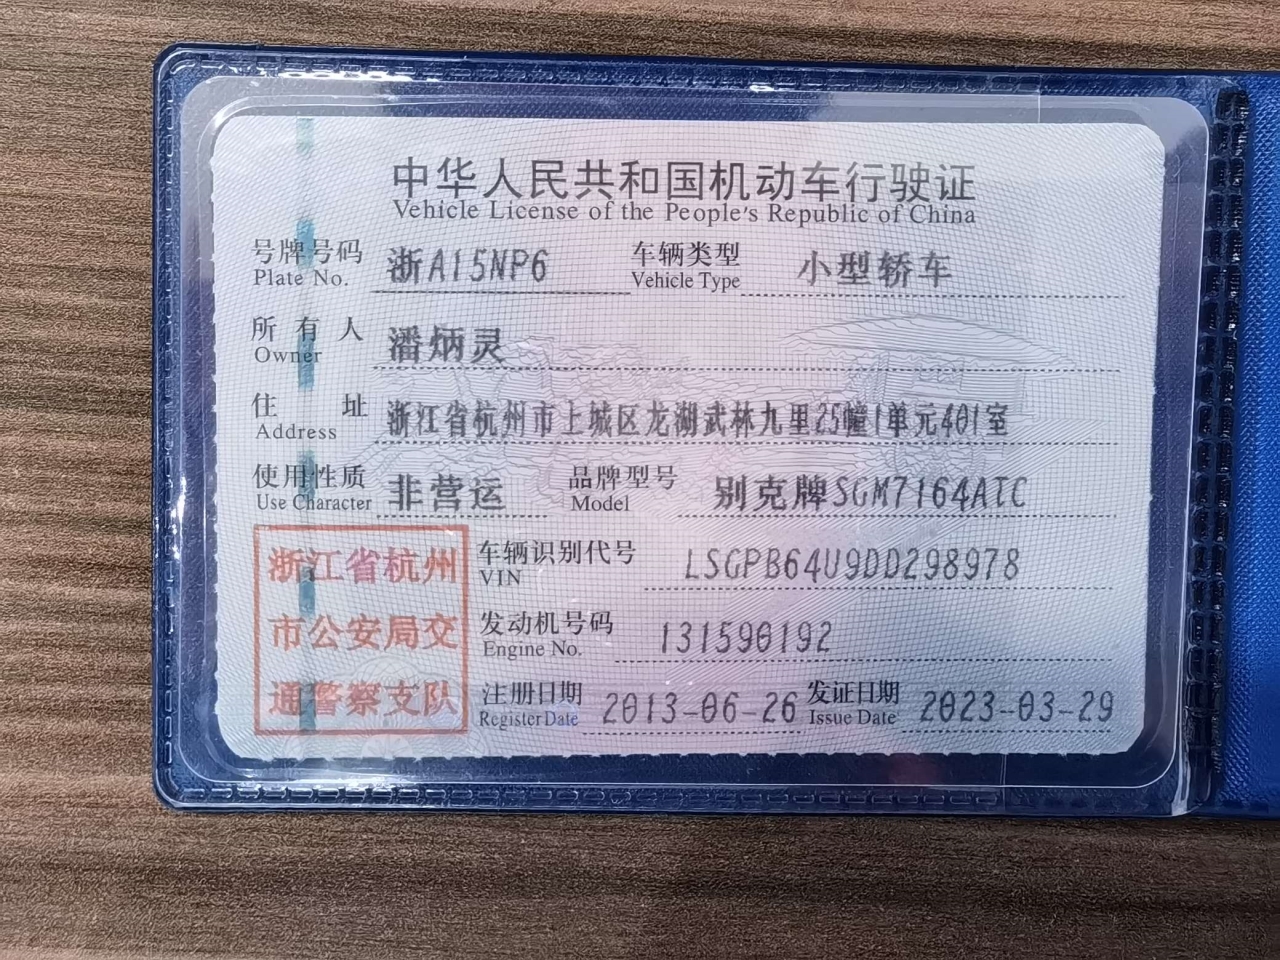 中华人民共和国机动车行驶证
Vehicle License of the People's Republic of China
号牌号码 浙A15NP6 车辆类型 小型轿车
Plate No. Vehicle Type
所有人 潘炳灵
Owner
住址 浙江省杭州市上城区龙湖武林九里25幢1单元401室
Address
使用性质 非营运 品牌型号 别克牌SGM7164ATC
Use Character Model
车辆识别代号 LSGPB64U9DD298978
VIN
发动机号码 131590192
Engine No.
注册日期 2013-06-26 发证日期 2023-03-29
Register Date Issue Date
浙江省杭州
市公安局交
通警察支队